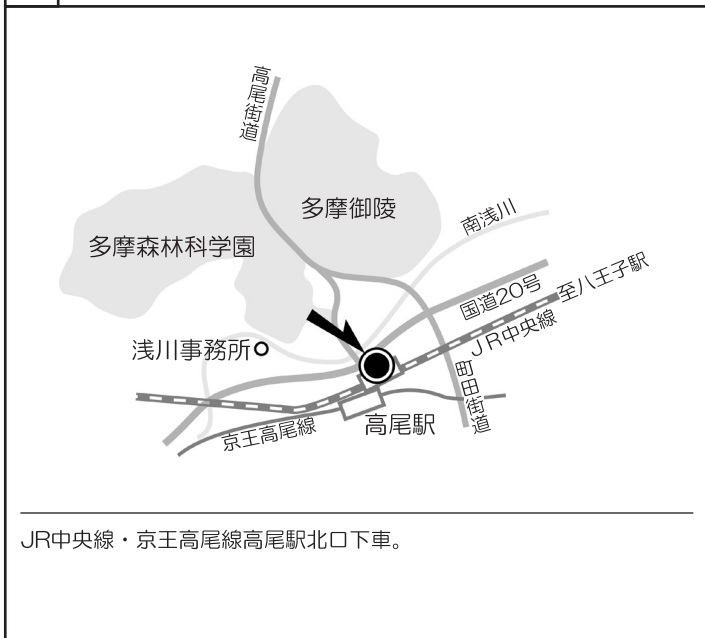 高尾街道
多摩御陵
南浅川
多摩森林科学園
国道20号
至八王子駅
JR中央線
浅川事務所
町田街道
高尾駅
京王高尾線
JR中央線・京王高尾線高尾駅北口下車。